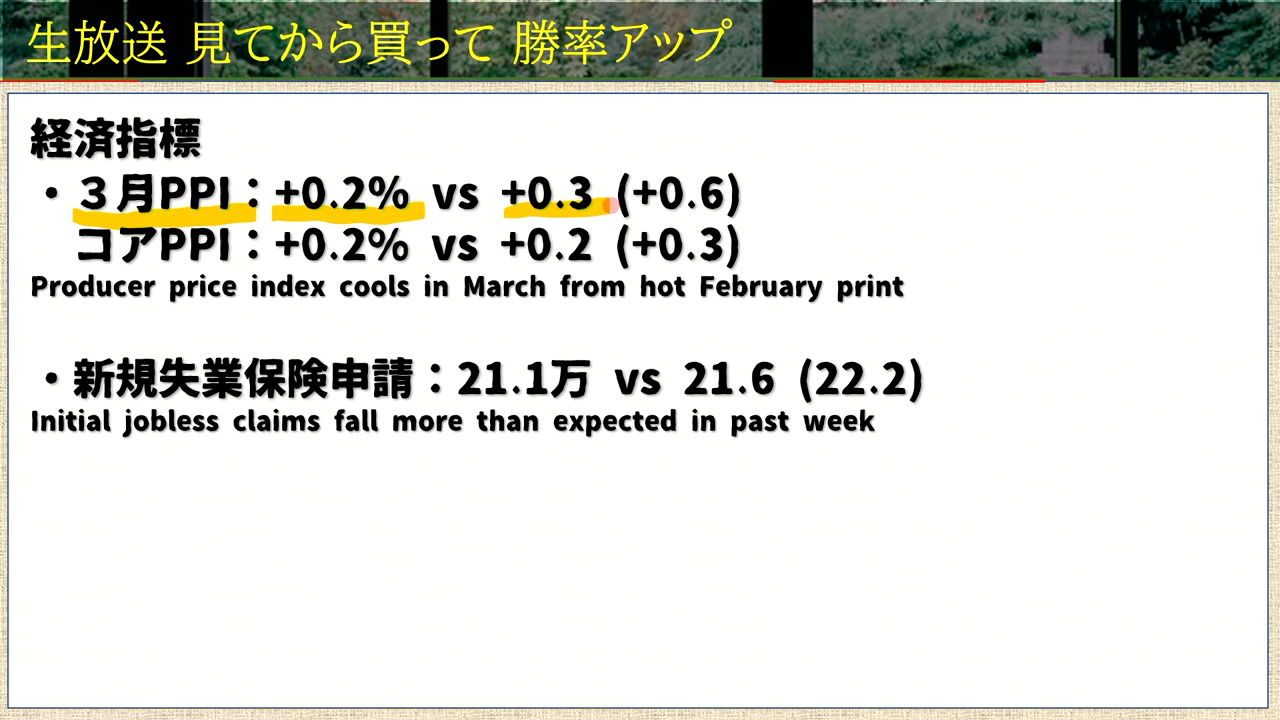 生放送 見てから買って 勝率アップ
経済指標
・３月PPI：+0.2% vs +0.3 (+0.6)
コアPPI：+0.2% vs +0.2 (+0.3)
Producer price index cools in March from hot February print
・新規失業保険申請：21.1万 vs 21.6 (22.2)
Initial jobless claims fall more than expected in past week